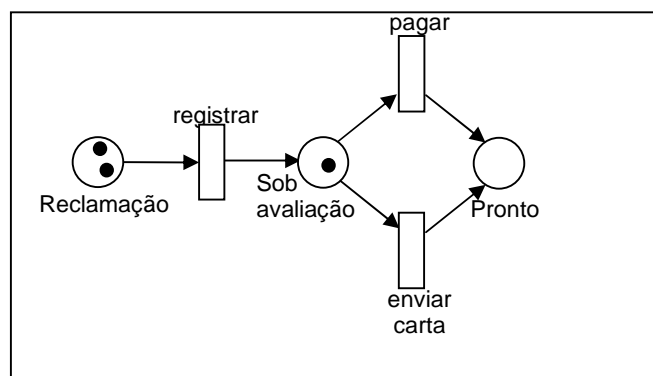 pagar
registrar
Reclamação
Sob
avaliação
Pronto
enviar
carta